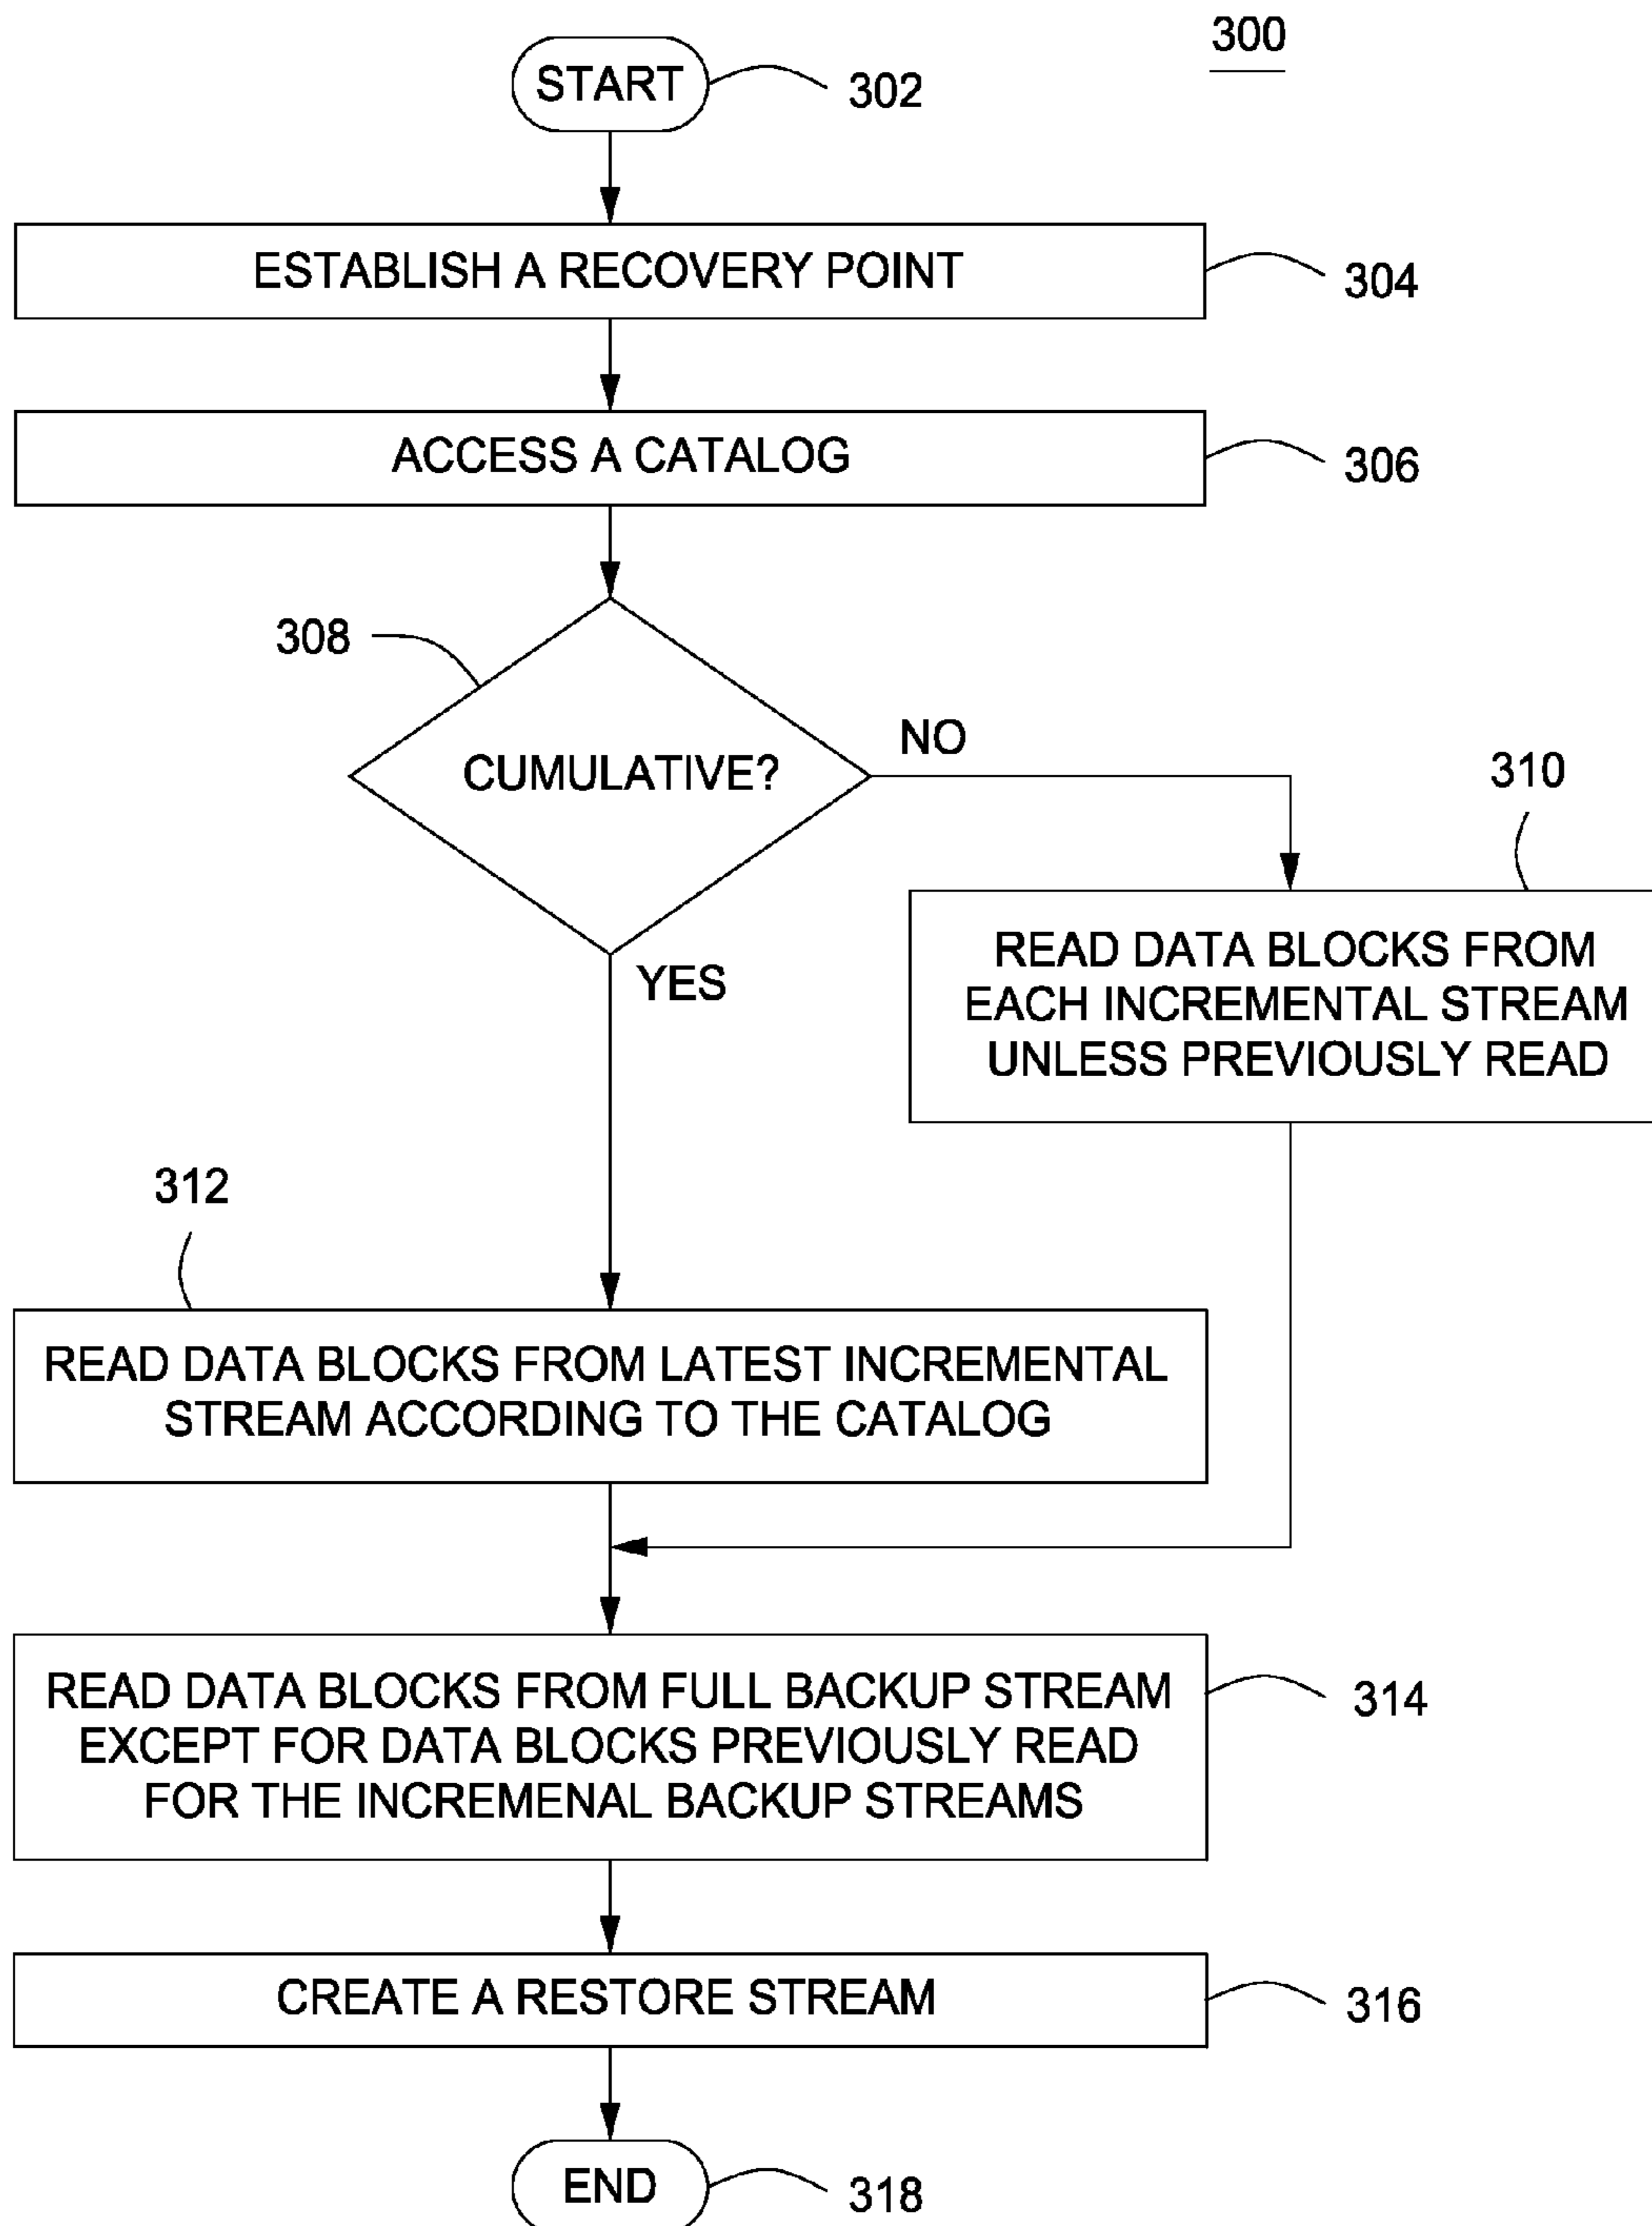 300
START
302
ESTABLISH A RECOVERY POINT
304
ACCESS A CATALOG
306
308
CUMULATIVE?
NO
YES
310
READ DATA BLOCKS FROM
EACH INCREMENTAL STREAM
UNLESS PREVIOUSLY READ
312
READ DATA BLOCKS FROM LATEST INCREMENTAL
STREAM ACCORDING TO THE CATALOG
READ DATA BLOCKS FROM FULL BACKUP STREAM
EXCEPT FOR DATA BLOCKS PREVIOUSLY READ
FOR THE INCREMENAL BACKUP STREAMS
314
CREATE A RESTORE STREAM
316
END
318